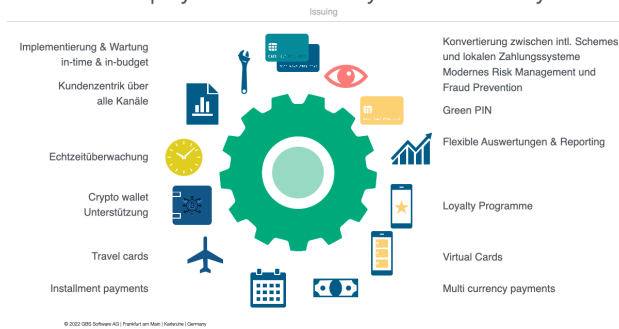 Issuing
Implementierung & Wartung
in-time & in-budget
Kundenzentrik über
alle Kanäle
Echtzeitüberwachung
Crypto wallet
Unterstützung
Travel cards
Installment payments
Konvertierung zwischen intl. Schemes
und lokalen Zahlungssysteme
Modernes Risk Management und
Fraud Prevention
Green PIN
Flexible Auswertungen & Reporting
Loyalty Programme
Virtual Cards
Multi currency payments
© 2022 GBS Software AG | Frankfurt am Main | Karlsruhe | Germany